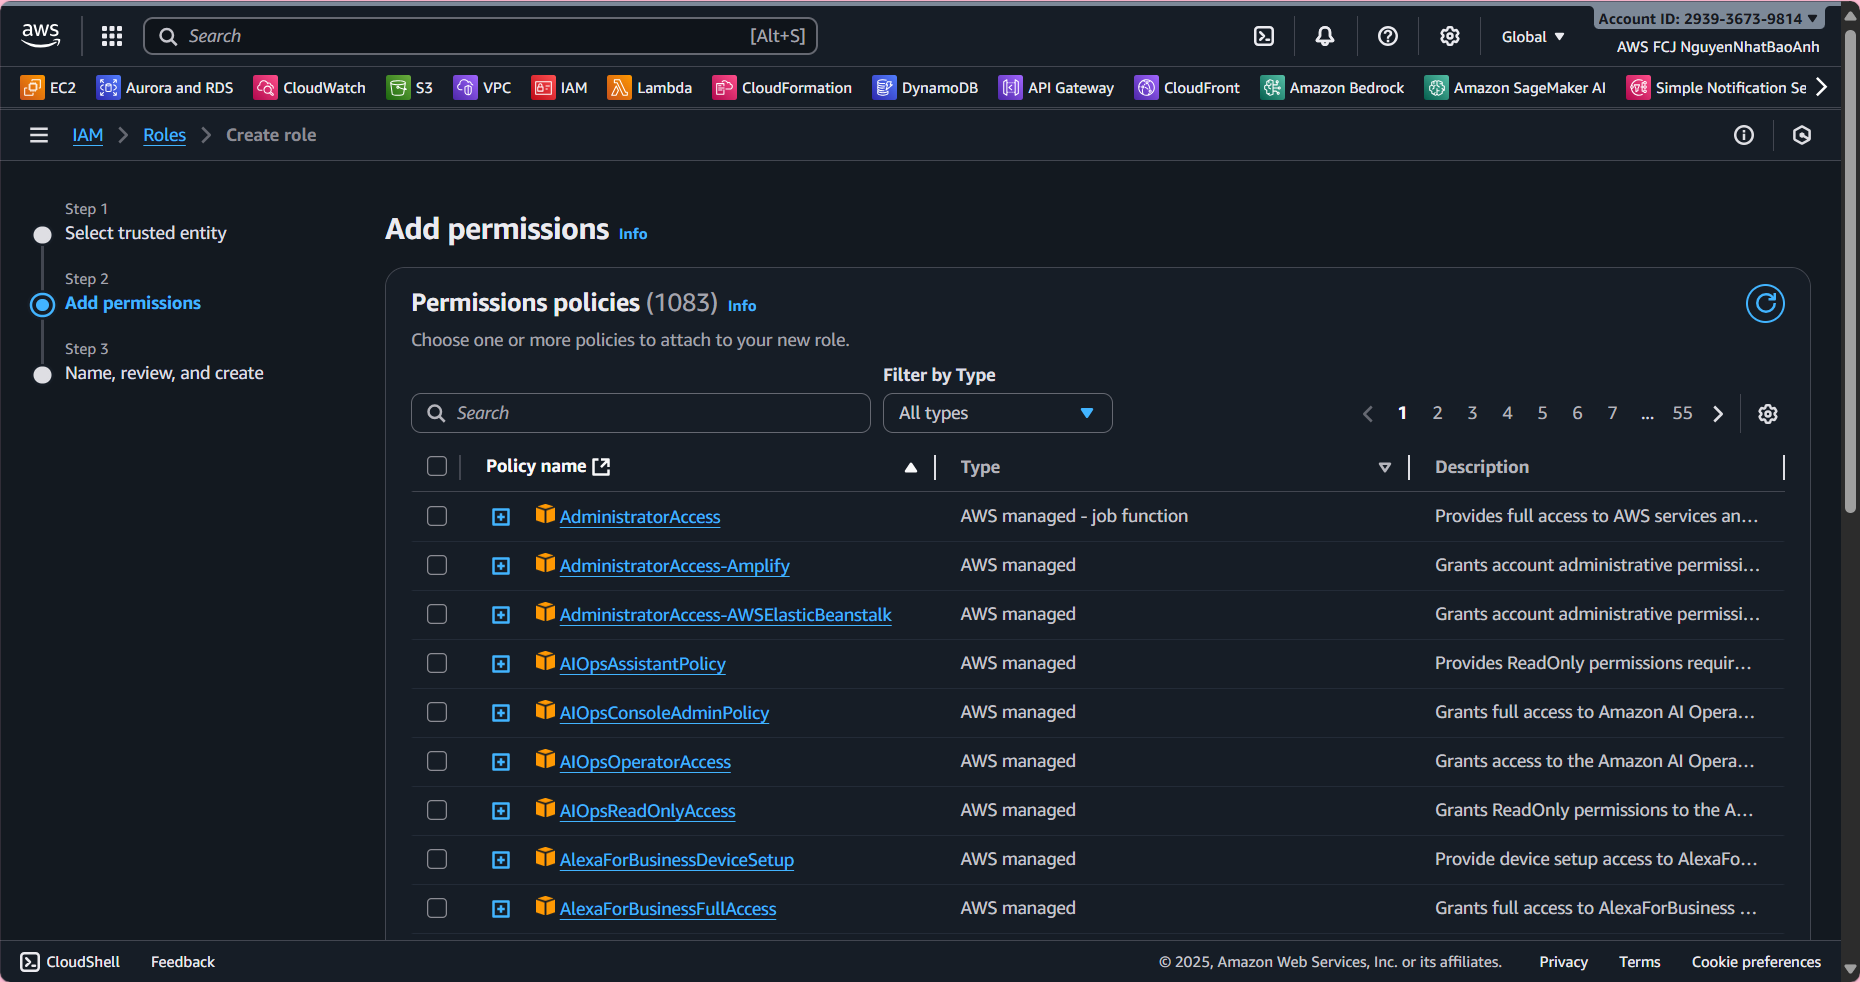 aws
Search [Alt+S]
Global
Account ID: 2939-3673-9814
AWS FCJ NguyenNhatBaoAnh
EC2 Aurora and RDS CloudWatch S3 VPC IAM Lambda CloudFormation DynamoDB API Gateway CloudFront Amazon Bedrock Amazon SageMaker AI Simple Notification Se
IAM Roles Create role
Step 1
Select trusted entity
Step 2
Add permissions
Step 3
Name, review, and create
Add permissions Info
Permissions policies (1083) Info
Choose one or more policies to attach to your new role.
Filter by Type
Search
All types
1 2 3 4 5 6 7 ... 55
Policy name Type Description
AdministratorAccess AWS managed - job function Provides full access to AWS services an...
AdministratorAccess-Amplify AWS managed Grants account administrative permissi...
AdministratorAccess-AWSElasticBeanstalk AWS managed Grants account administrative permissi...
AIOpsAssistantPolicy AWS managed Provides ReadOnly permissions requir...
AIOpsConsoleAdminPolicy AWS managed Grants full access to Amazon AI Opera...
AIOpsOperatorAccess AWS managed Grants access to the Amazon AI Opera...
AIOpsReadOnlyAccess AWS managed Grants ReadOnly permissions to the A...
AlexaForBusinessDeviceSetup AWS managed Provide device setup access to AlexaFo...
AlexaForBusinessFullAccess AWS managed Grants full access to AlexaForBusiness ...
CloudShell Feedback © 2025, Amazon Web Services, Inc. or its affiliates. Privacy Terms Cookie preferences